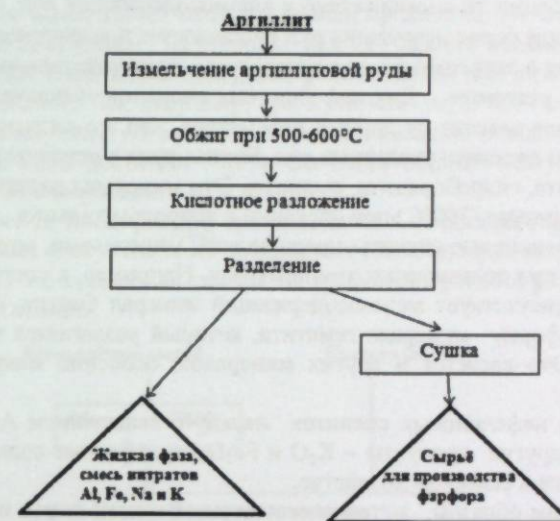 Аргиллит
Измельчение аргиллитовой руды
Обжиг при 500-600°С
Кислотное разложение
Разделение
Сушка
Жидкая фаза,
смесь нитратов
Al, Fe, Na и K
Сырьё
для производства
фарфора